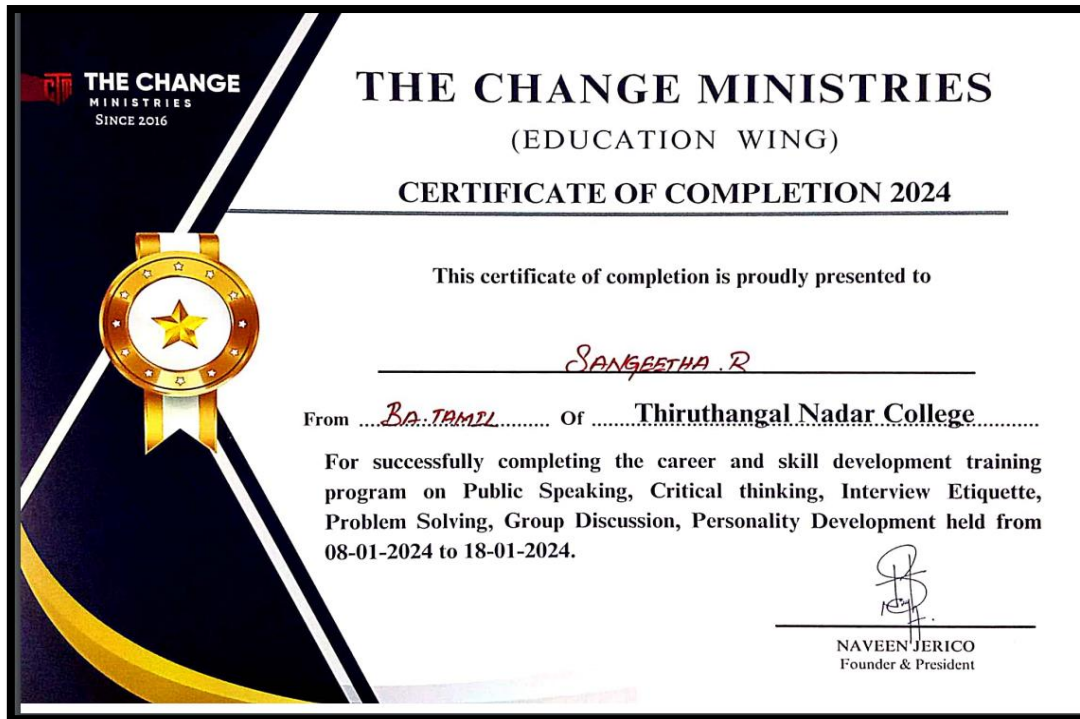 THE CHANGE
MINISTRIES
SINCE 2016
THE CHANGE MINISTRIES
(EDUCATION WING)
CERTIFICATE OF COMPLETION 2024
This certificate of completion is proudly presented to
SANGEETHA . R
From BA.TAMIL Of Thiruthangal Nadar College
For successfully completing the career and skill development training
program on Public Speaking, Critical thinking, Interview Etiquette,
Problem Solving, Group Discussion, Personality Development held from
08-01-2024 to 18-01-2024.
NAVEEN JERICO
Founder & President